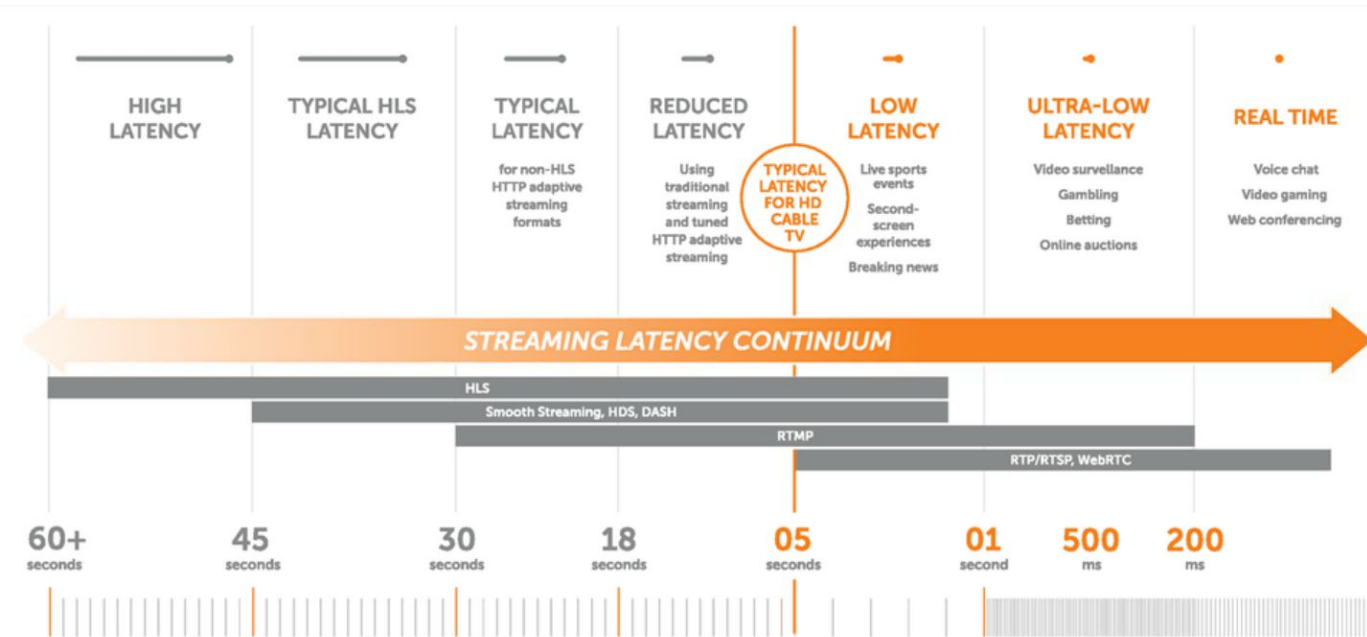 HIGH
LATENCY
TYPICAL HLS
LATENCY
TYPICAL
LATENCY
for non-HLS
HTTP adaptive
streaming
formats
REDUCED
LATENCY
Using
traditional
streaming
and tuned
HTTP adaptive
streaming
TYPICAL
LATENCY
FOR HD
CABLE
TV
LOW
LATENCY
Live sports
events
Second-
screen
experiences
Breaking news
ULTRA-LOW
LATENCY
Video survellance
Gambling
Betting
Online auctions
REAL TIME
Voice chat
Video gaming
Web conferencing
STREAMING LATENCY CONTINUUM
HLS
Smooth Streaming, HDS, DASH
RTMP
RTP/RTSP, WebRTC
60+
seconds
45
seconds
30
seconds
18
seconds
05
seconds
01
second
500
ms
200
ms